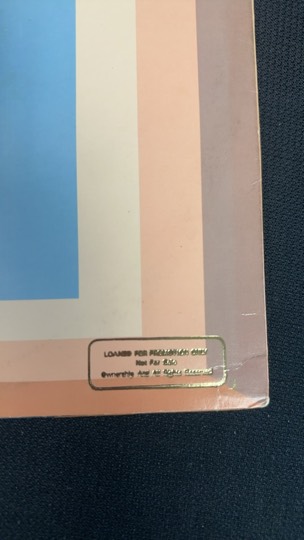 LOANED FOR PROMOTION ONLY
Not For Sale
Ownership And All Rights Reserved